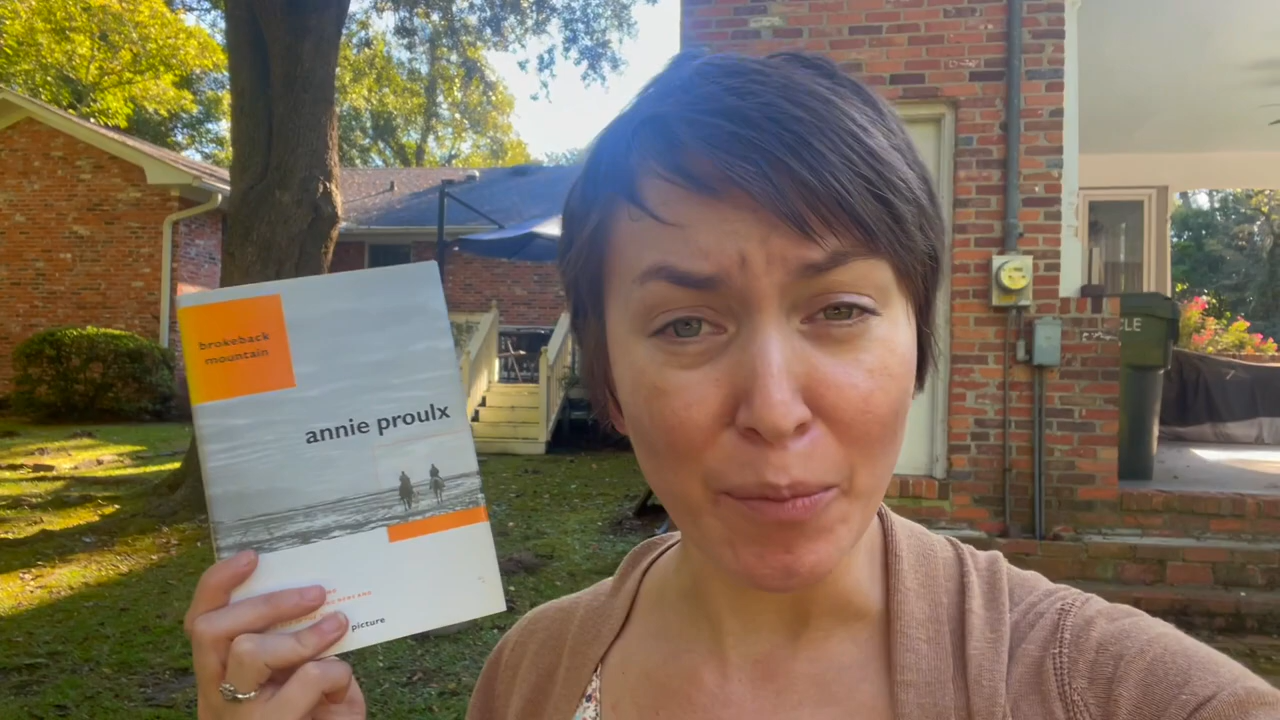 brokeback
mountain
annie proulx
picture
CLE